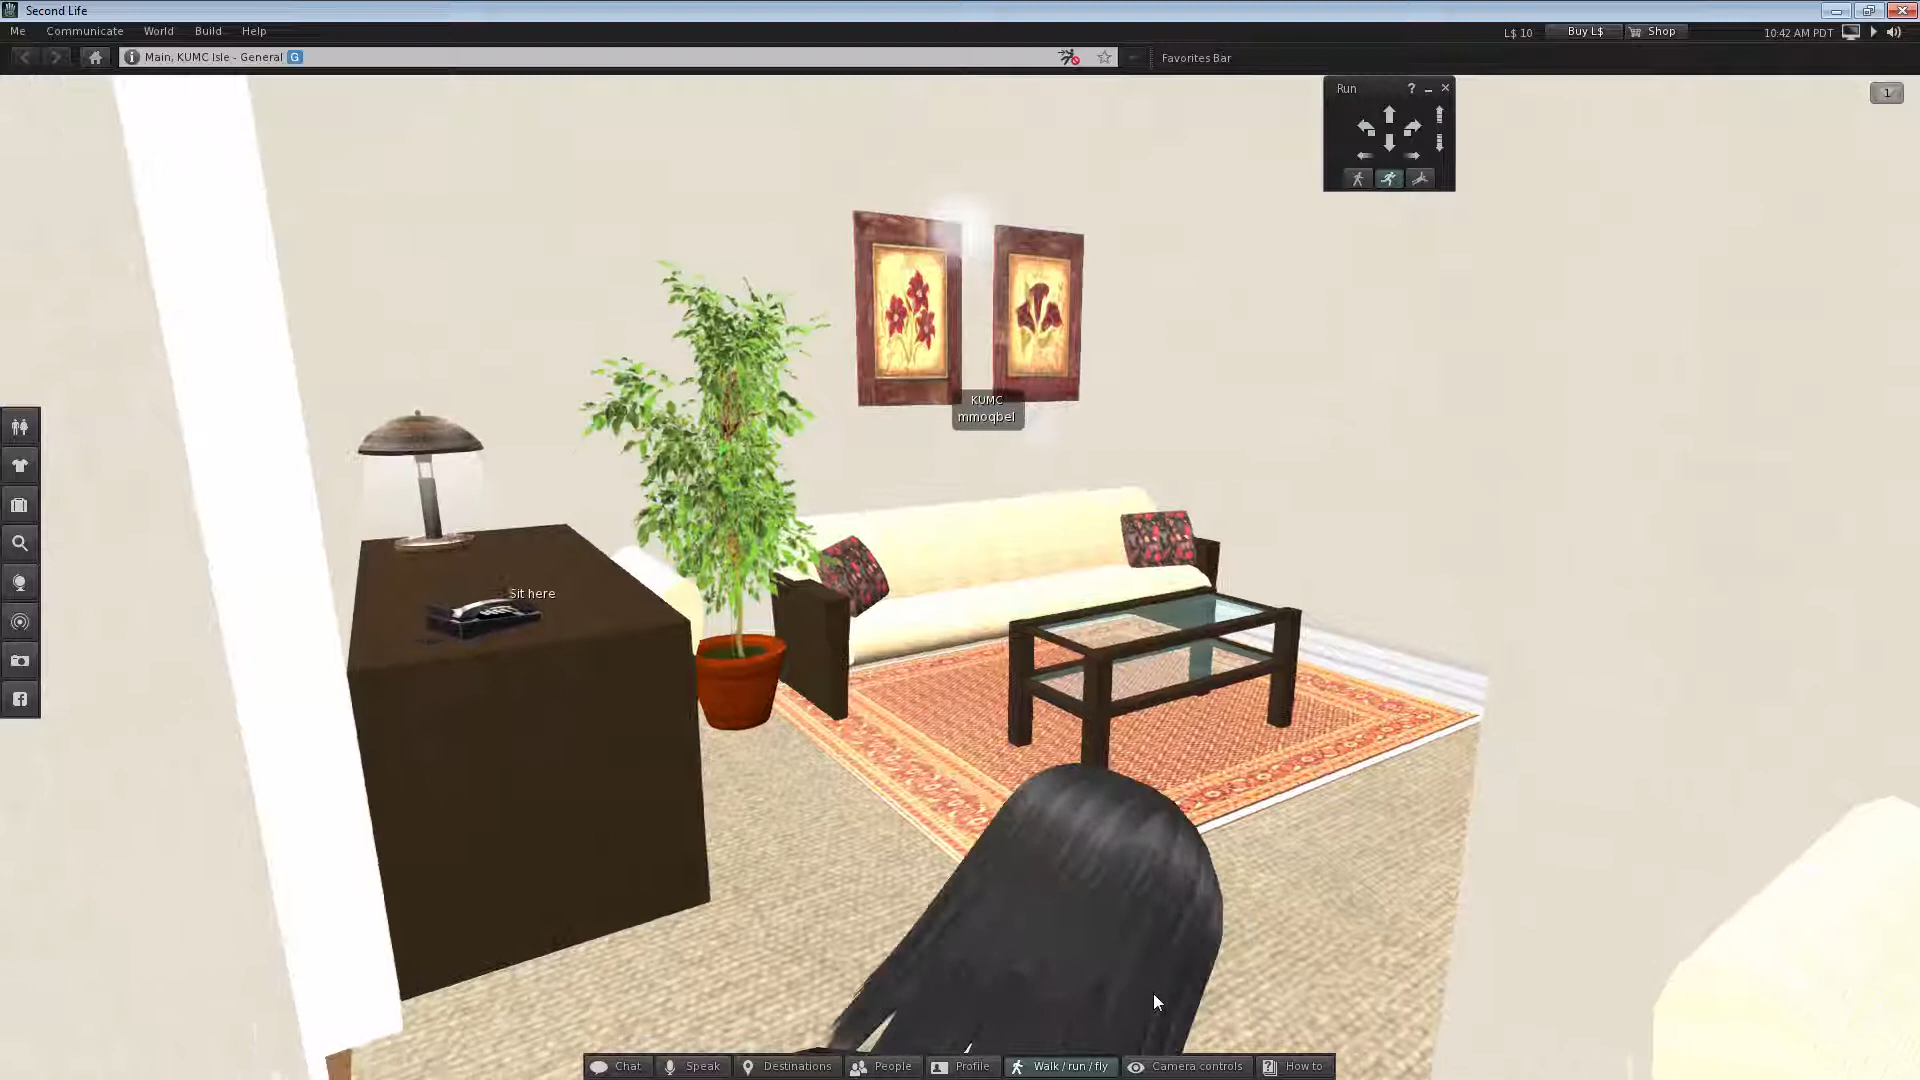 Second Life
Me Communicate World Build Help
L$ 10 Buy L$ Shop 10:42 AM PDT
Main, KUMC Isle - General G
Favorites Bar
Run ?
1
KUMC
mmoqbel
Sit here
Chat Speak Destinations People Profile Walk / run / fly Camera controls How to